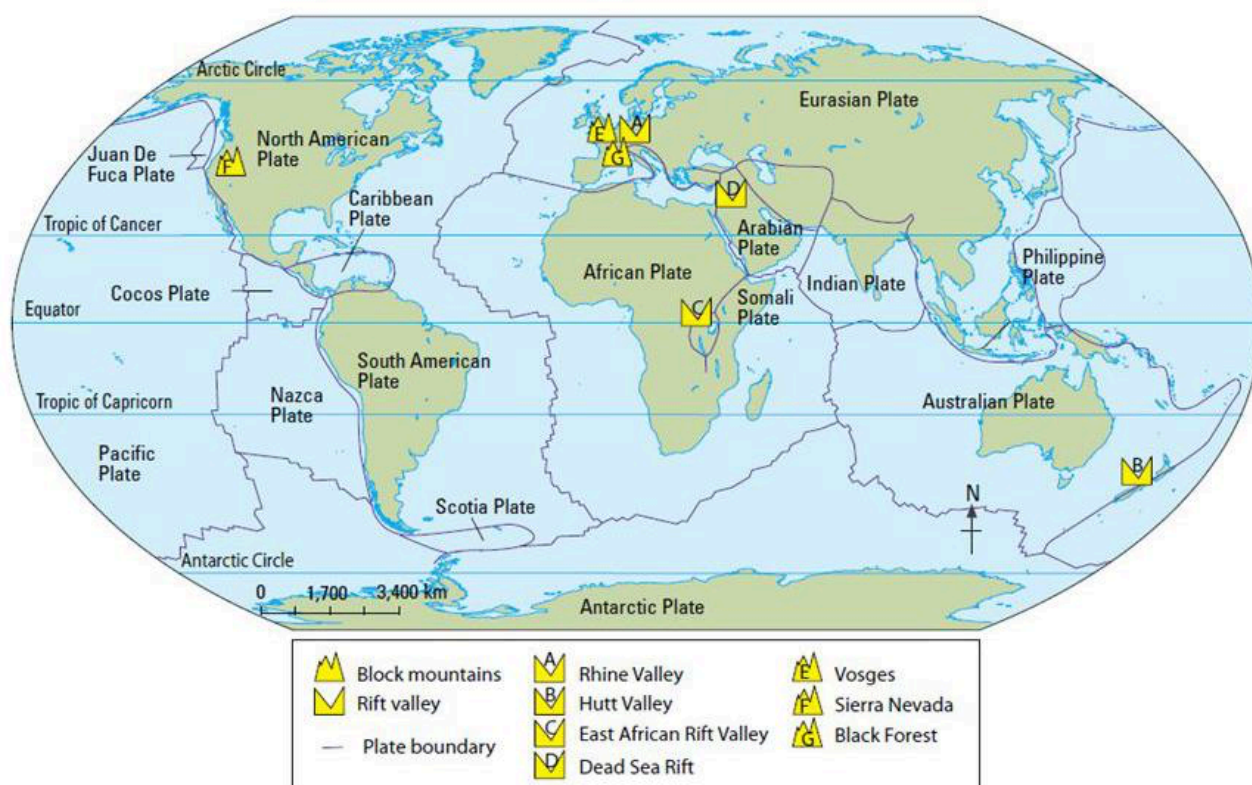 Arctic Circle
Eurasian Plate
North American
Plate
Juan De
Fuca Plate
Caribbean
Plate
Tropic of Cancer
Arabian
Plate
Philippine
Plate
African Plate
Indian Plate
Cocos Plate
Somali
Plate
Equator
South American
Plate
Nazca
Plate
Tropic of Capricorn
Australian Plate
Pacific
Plate
Scotia Plate
N
Antarctic Circle
0 1,700 3,400 km
Antarctic Plate
A
B
C
D
E
F
G
Block mountains
Rift valley
Plate boundary
A Rhine Valley
B Hutt Valley
C East African Rift Valley
D Dead Sea Rift
E Vosges
F Sierra Nevada
G Black Forest